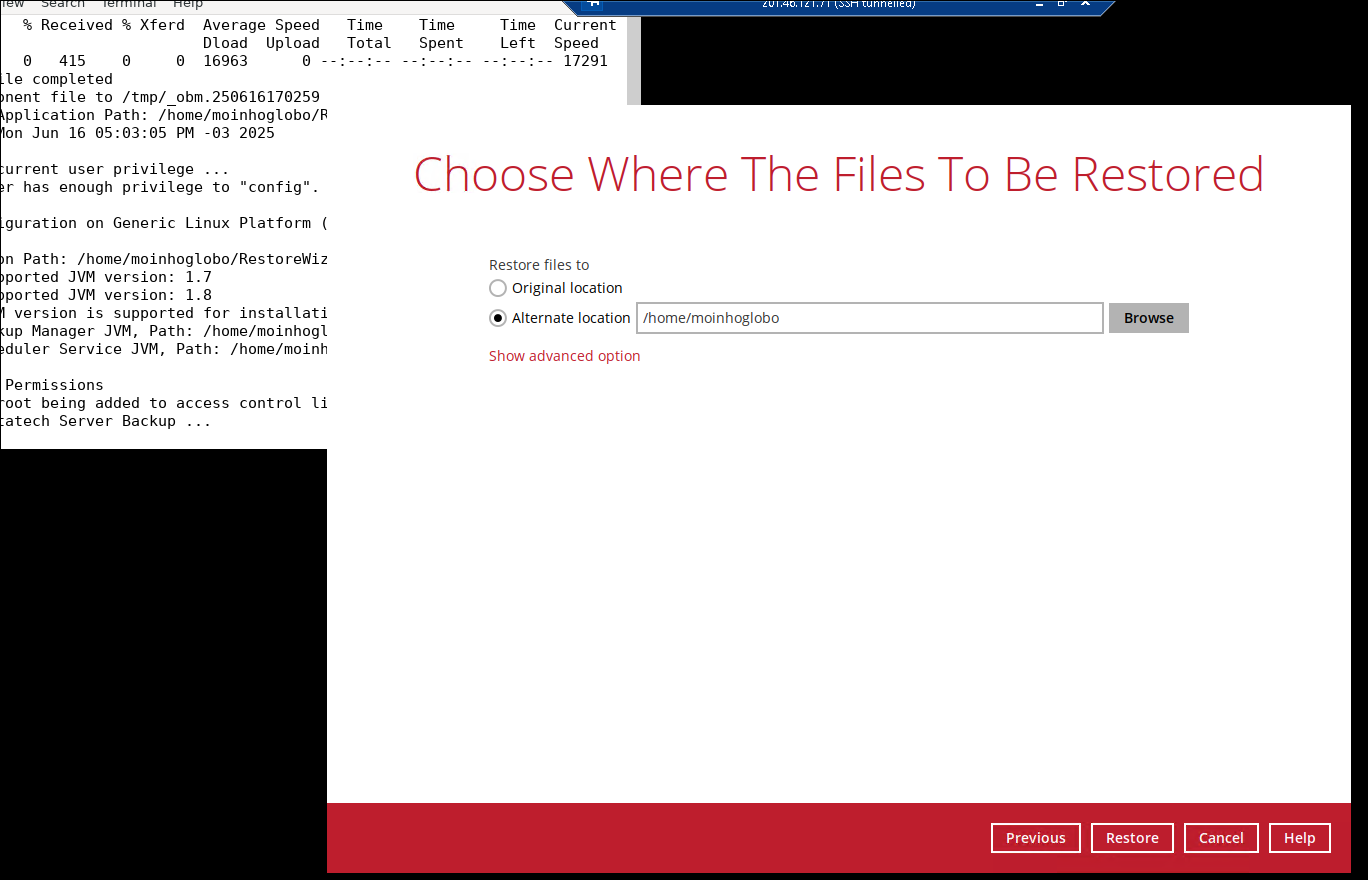 View Search Terminal Help
201.46.121.71 (SSH tunnelled)
% Received % Xferd Average Speed Time Time Time Current
Dload Upload Total Spent Left Speed
0 415 0 0 16963 0 --:--:-- --:--:-- --:--:-- 17291
ile completed
onent file to /tmp/_obm.250616170259
Application Path: /home/moinhoglobo/R
Mon Jun 16 05:03:05 PM -03 2025
current user privilege ...
er has enough privilege to "config".
iguration on Generic Linux Platform (
on Path: /home/moinhoglobo/RestoreWiz
pported JVM version: 1.7
pported JVM version: 1.8
M version is supported for installati
kup Manager JVM, Path: /home/moinhogl
eduler Service JVM, Path: /home/moinh
Permissions
root being added to access control li
tatech Server Backup ...
Choose Where The Files To Be Restored
Restore files to
Original location
Alternate location /home/moinhoglobo Browse
Show advanced option
Previous Restore Cancel Help